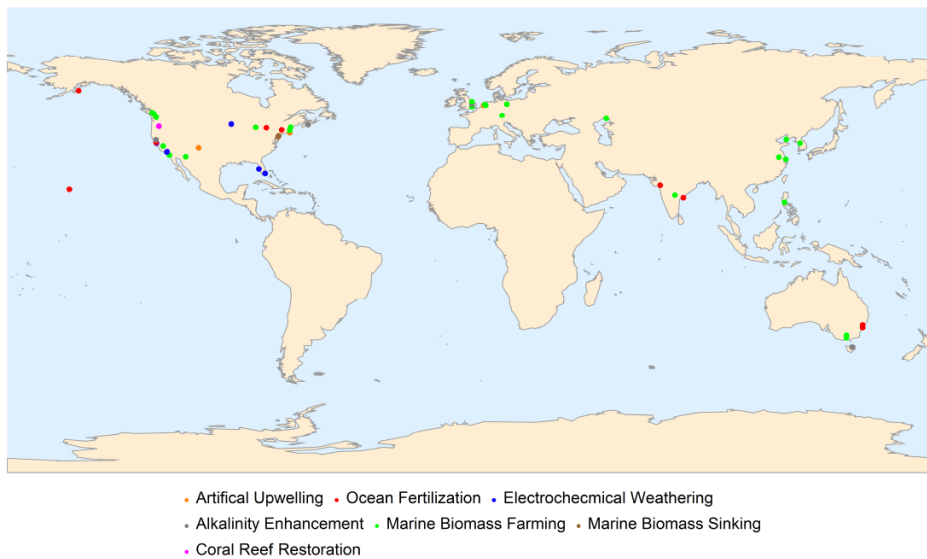 Artifical Upwelling Ocean Fertilization Electrochecmical Weathering
Alkalinity Enhancement Marine Biomass Farming Marine Biomass Sinking
Coral Reef Restoration